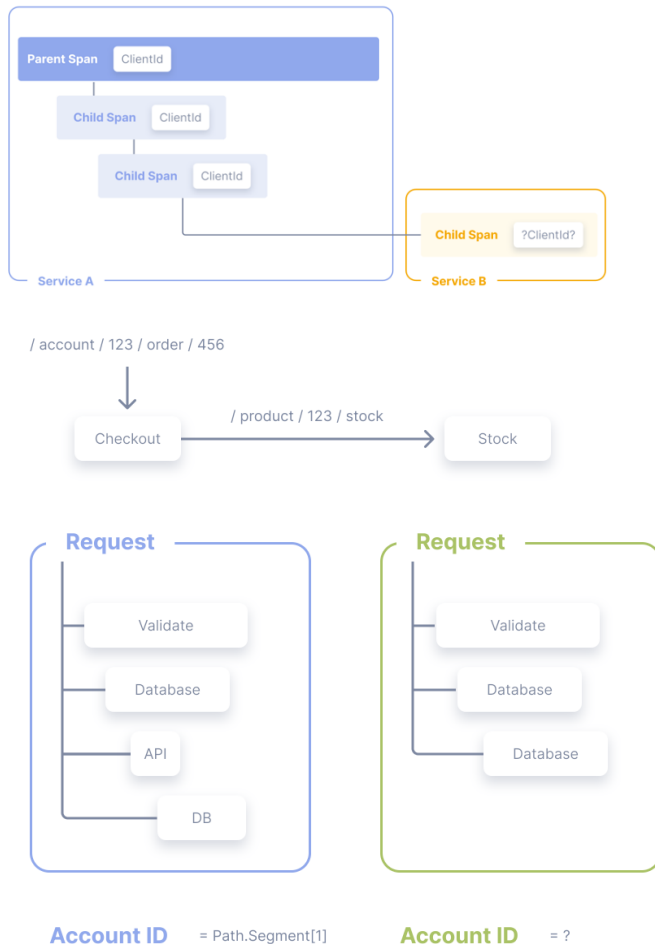 Parent Span ClientId
Child Span ClientId
Child Span ClientId
Child Span ?ClientId?
Service A
Service B
/ account / 123 / order / 456
/ product / 123 / stock
Checkout
Stock
Request
Validate
Database
API
DB
Request
Validate
Database
Database
Account ID = Path.Segment[1]
Account ID = ?